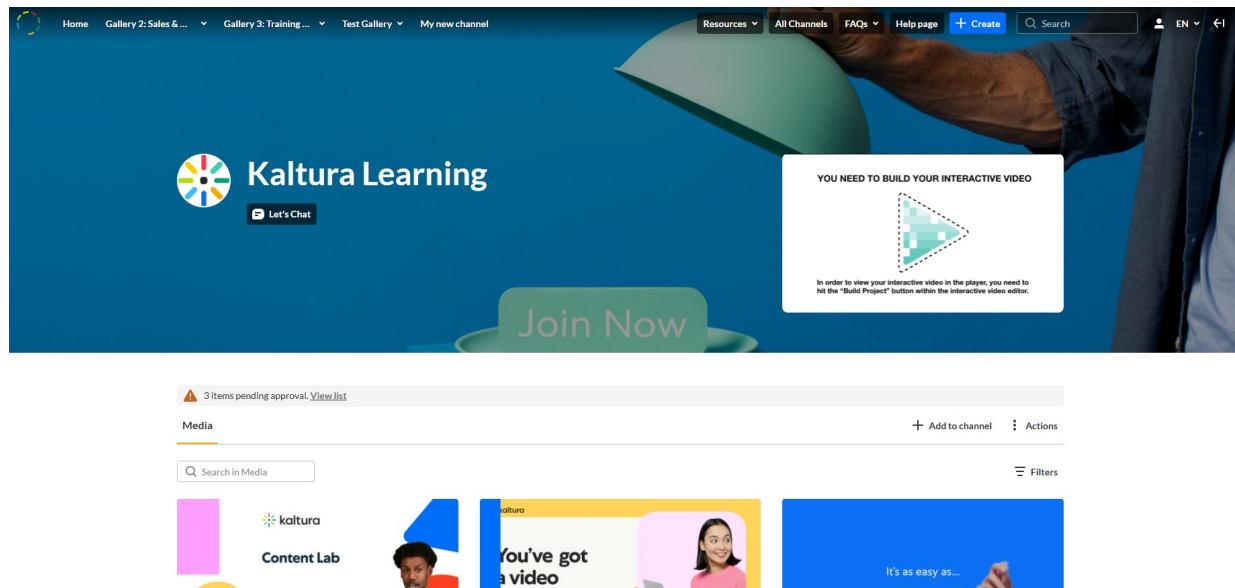 Home Gallery 2: Sales & ... Gallery 3: Training ... Test Gallery My new channel Resources All Channels FAQs Help page + Create Search EN
Kaltura Learning
Let's Chat
YOU NEED TO BUILD YOUR INTERACTIVE VIDEO
In order to view your interactive video in the player, you need to
hit the "Build Project" button within the interactive video editor.
Join Now
3 items pending approval. View list
Media + Add to channel Actions
Search in Media Filters
kaltura
Content Lab
kaltura
You've got
a video
It's as easy as...